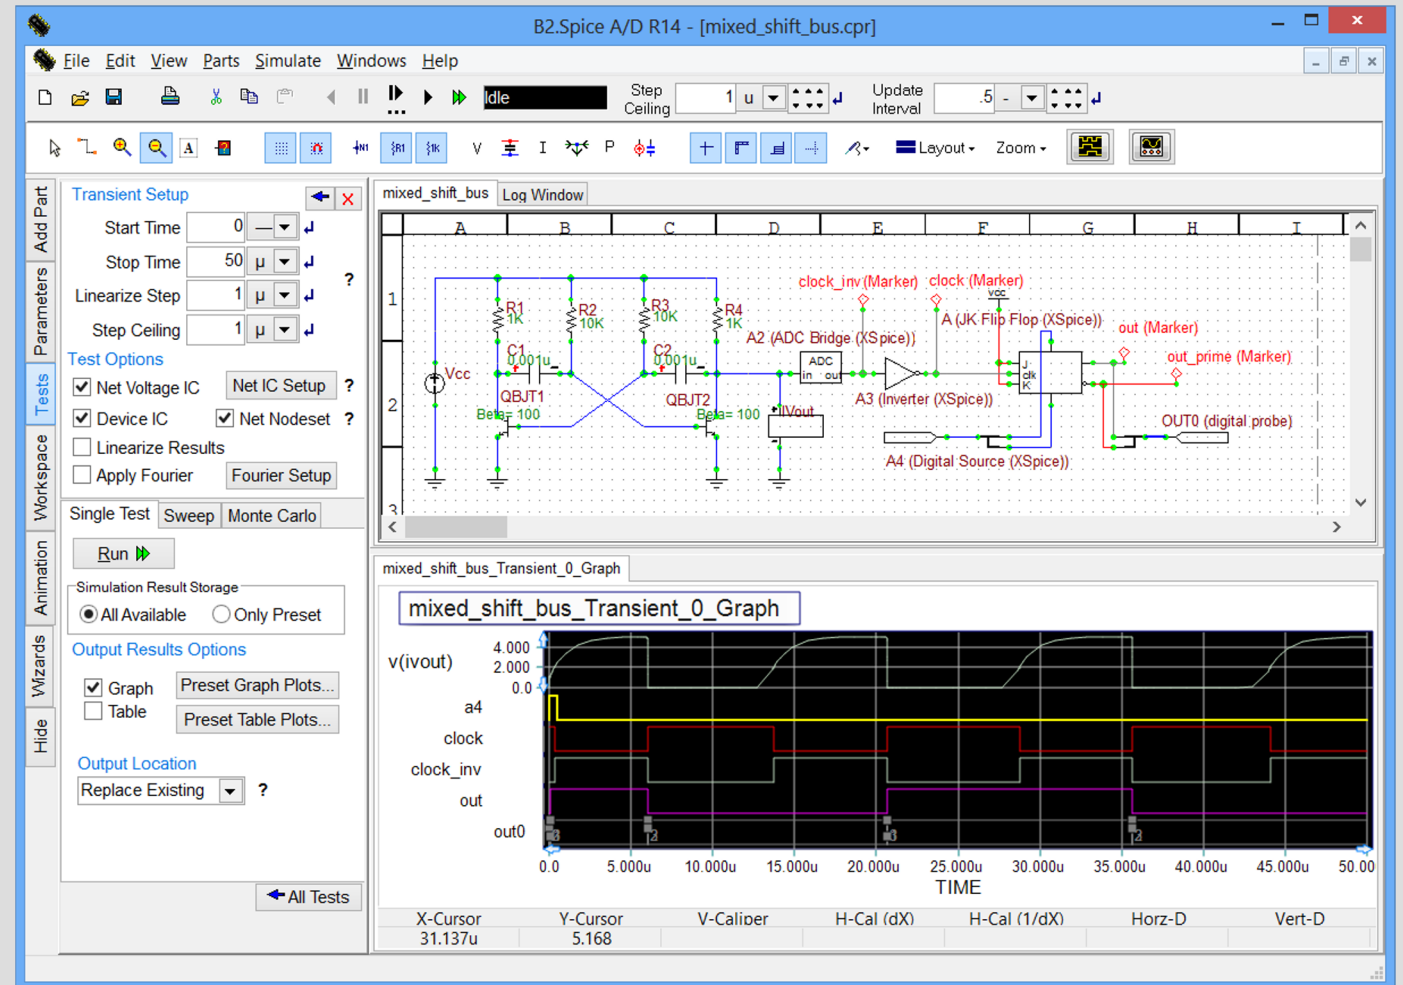 B2.Spice A/D R14 - [mixed_shift_bus.cpr]
File Edit View Parts Simulate Windows Help
Idle
Step Ceiling 1 u
Update Interval .5 -
A N1 R1 1K V I P Layout Zoom
Add Part
Parameters
Tests
Workspace
Animation
Wizards
Hide
Transient Setup
Start Time 0 —
Stop Time 50 µ
?
Linearize Step 1 µ
Step Ceiling 1 µ
Test Options
Net Voltage IC Net IC Setup ?
Device IC Net Nodeset ?
Linearize Results
Apply Fourier Fourier Setup
Single Test Sweep Monte Carlo
Run
Simulation Result Storage
All Available Only Preset
Output Results Options
Graph Preset Graph Plots...
Table Preset Table Plots...
Output Location
Replace Existing ?
All Tests
mixed_shift_bus Log Window
A B C D E F G H I
1
2
3
clock_inv (Marker) clock (Marker)
Vcc
R1
1K
R2
10K
R3
10K
R4
1K
A (JK Flip Flop (XSpice))
out (Marker)
A2 (ADC Bridge (XSpice))
out_prime (Marker)
C1
0.001u
C2
0.001u
ADC
in out
J
clk
K
Vcc
QBJT1
QBJT2
A3 (Inverter (XSpice))
Beta= 100
Beta= 100
IVout
OUT0 (digital probe)
A4 (Digital Source (XSpice))
mixed_shift_bus_Transient_0_Graph
mixed_shift_bus_Transient_0_Graph
v(ivout)
4.000
2.000
0.0
a4
clock
clock_inv
out
out0
3 2 3 2
0.0 5.000u 10.000u 15.000u 20.000u 25.000u 30.000u 35.000u 40.000u 45.000u 50.00
TIME
X-Cursor Y-Cursor V-Caliper H-Cal (dX) H-Cal (1/dX) Horz-D Vert-D
31.137u 5.168